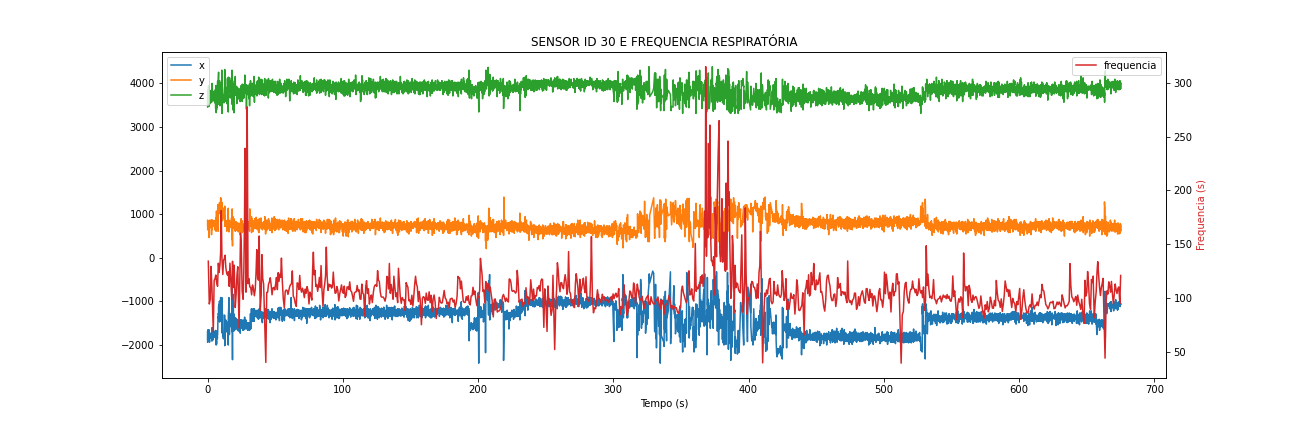 SENSOR ID 30 E FREQUENCIA RESPIRATÓRIA
x
y
z
frequencia
4000
3000
2000
1000
0
−1000
−2000
300
250
200
150
100
50
Frequencia (s)
0 100 200 300 400 500 600 700
Tempo (s)